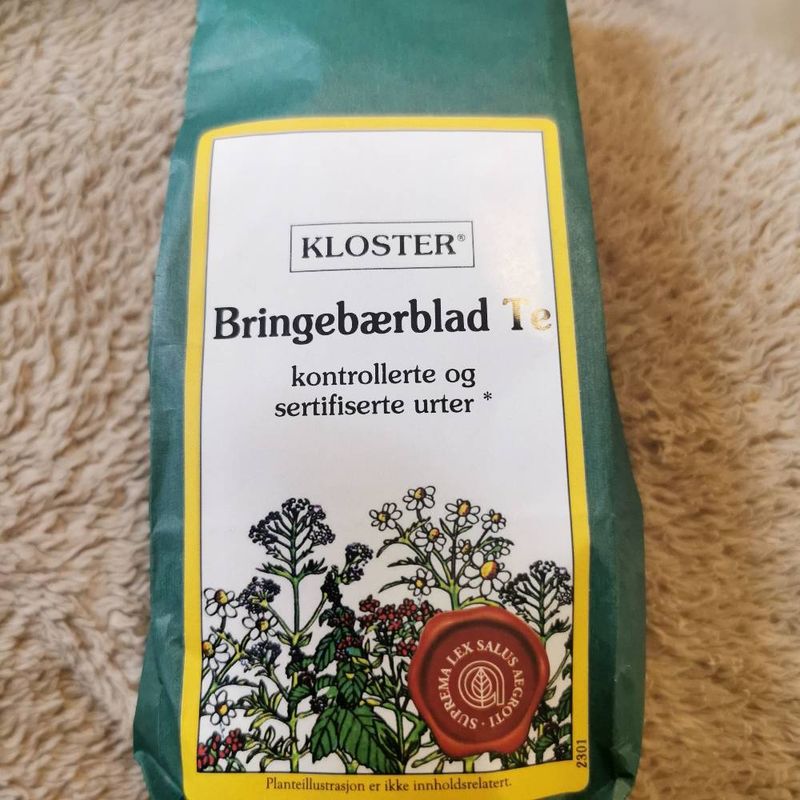 KLOSTER®
Bringebærblad Te
kontrollerte og
sertifiserte urter *
SUPREMA LEX SALUS AEGROTI ·
2301
Planteillustrasjon er ikke innholdsrelatert.